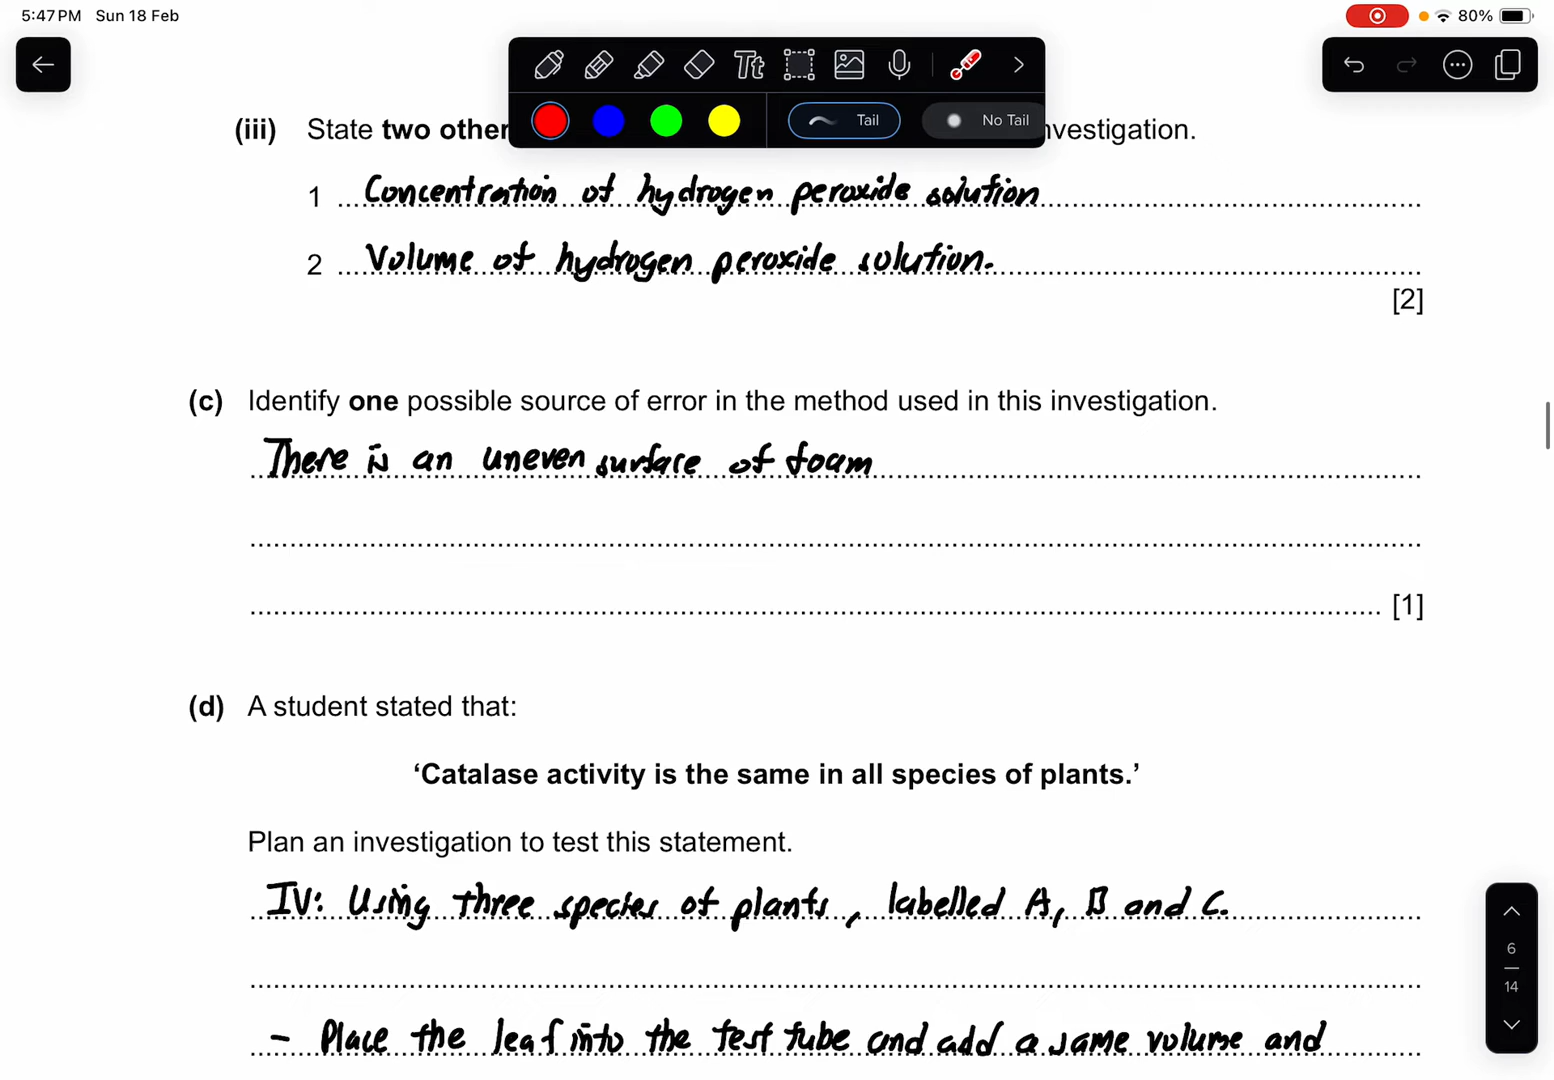 5:47 PM Sun 18 Feb
80%
Tt
Tail
No Tail
(iii) State two other
nvestigation.
1 Concentration of hydrogen peroxide solution
2 Volume of hydrogen peroxide solution.
[2]
(c) Identify one possible source of error in the method used in this investigation.
There is an uneven surface of foam
[1]
(d) A student stated that:
‘Catalase activity is the same in all species of plants.’
Plan an investigation to test this statement.
IV: Using three species of plants, labelled A, B and C.
6
14
- Place the leaf into the test tube and add a same volume and